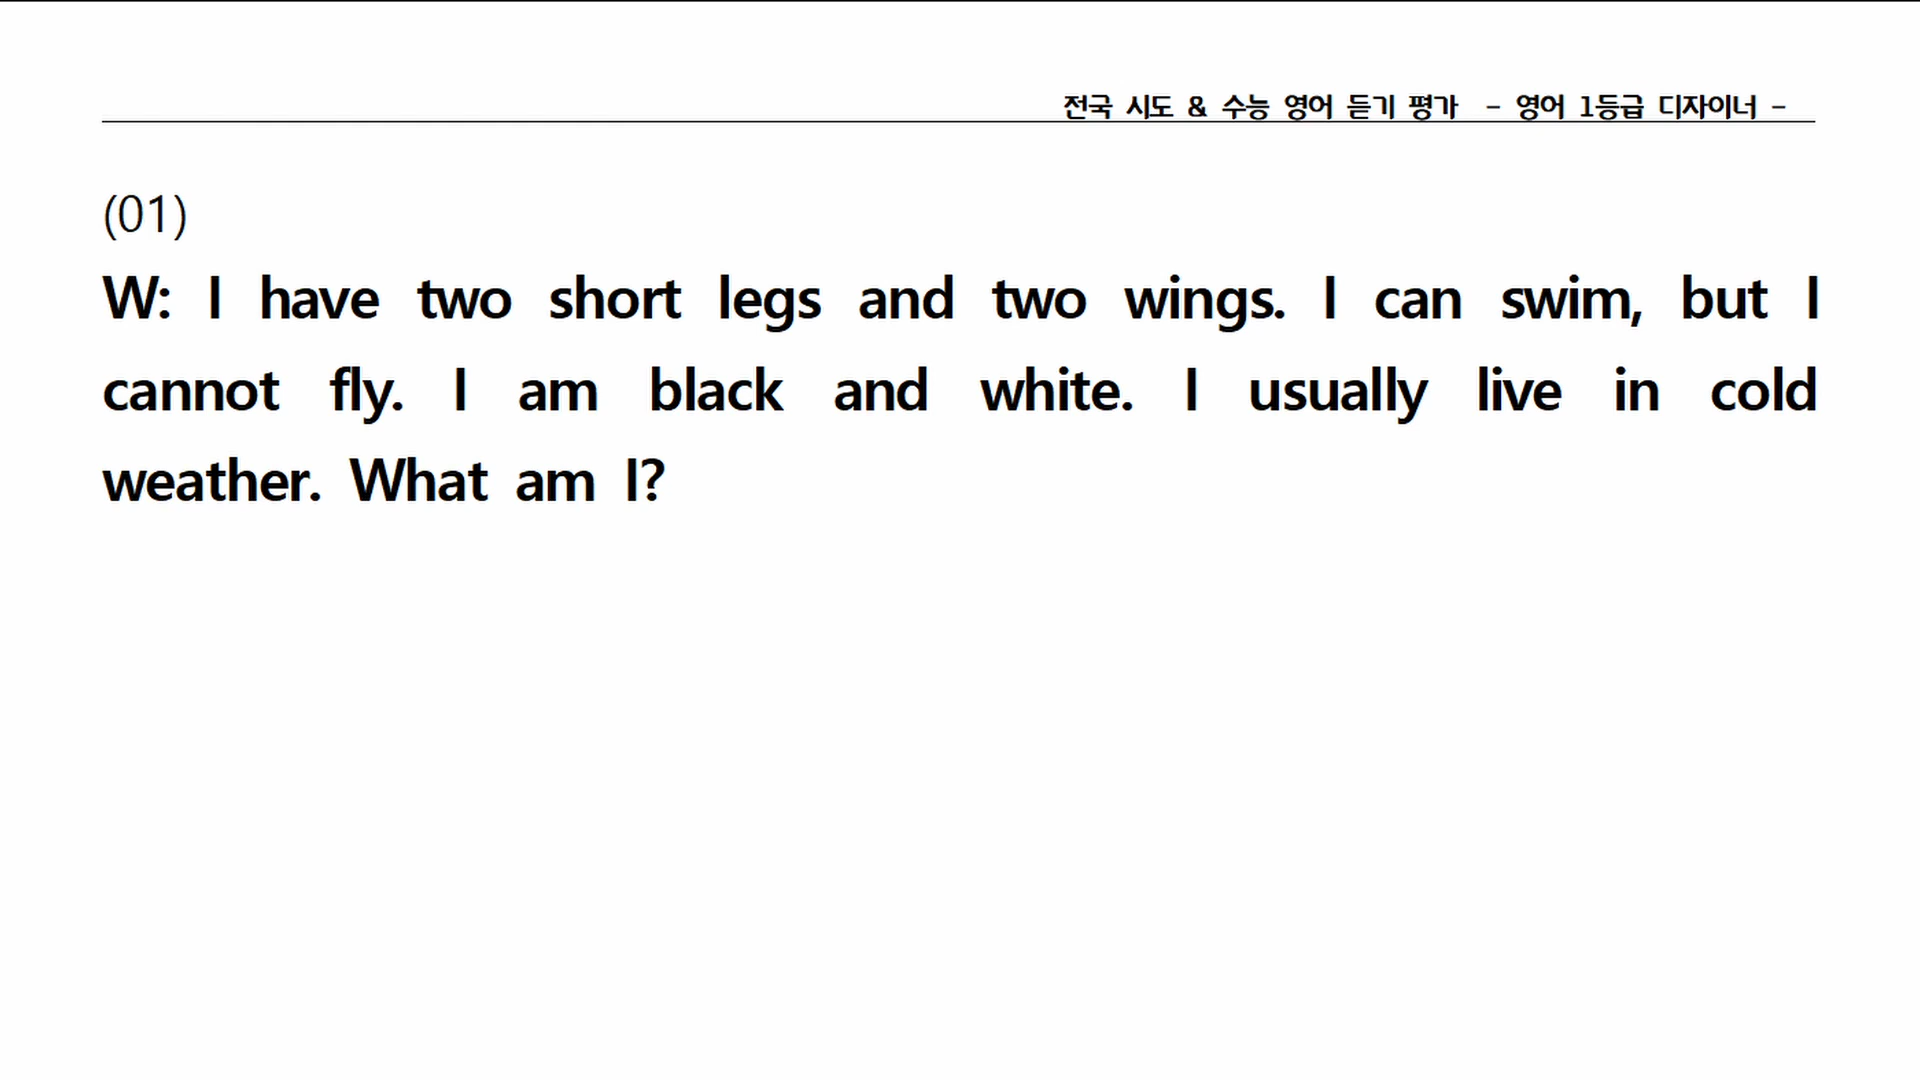 전국 시도 & 수능 영어 듣기 평가 - 영어 1등급 디자이너 -
(01)
W: I have two short legs and two wings. I can swim, but I
cannot fly. I am black and white. I usually live in cold
weather. What am I?